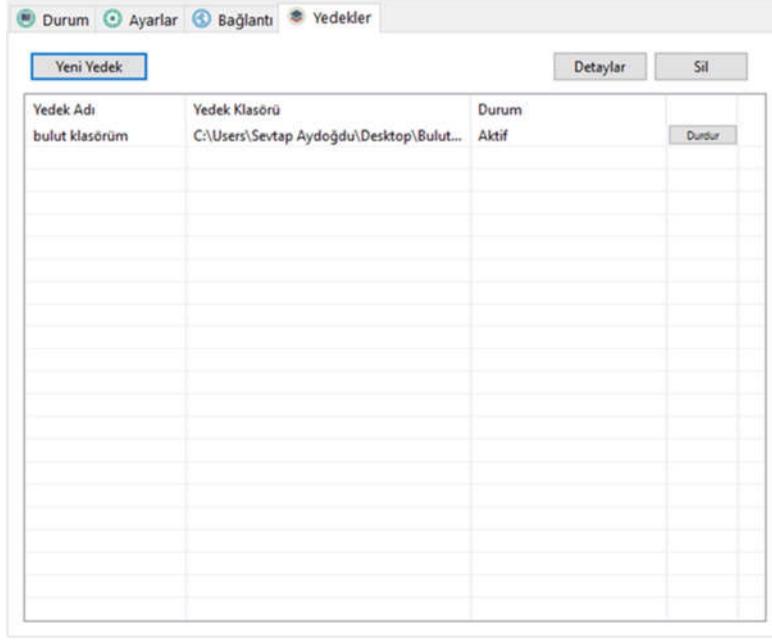 Durum Ayarlar Bağlantı Yedekler
Yeni Yedek Detaylar Sil
Yedek Adı Yedek Klasörü Durum
bulut klasörüm C:\Users\Sevtap Aydoğdu\Desktop\Bulut... Aktif Durdur